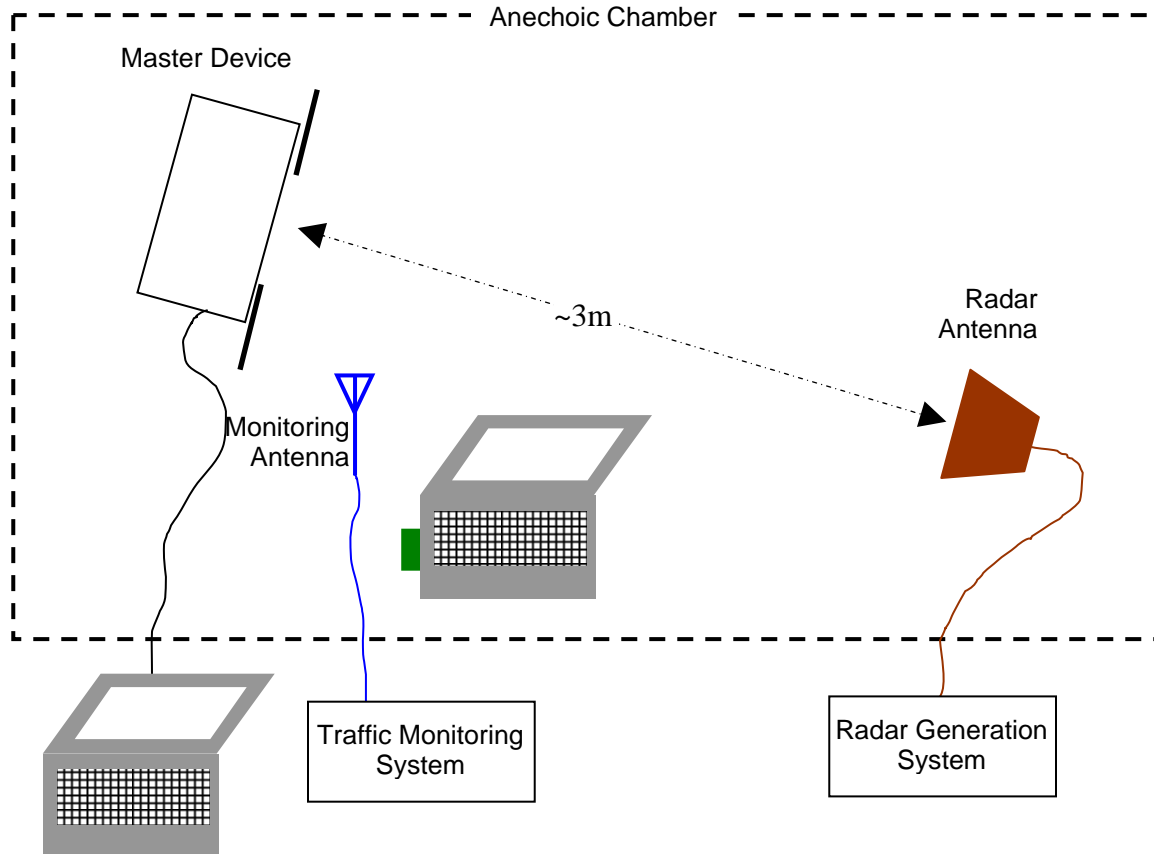 Anechoic Chamber
Master Device
~3m
Radar
Antenna
Monitoring
Antenna
Traffic Monitoring
System
Radar Generation
System